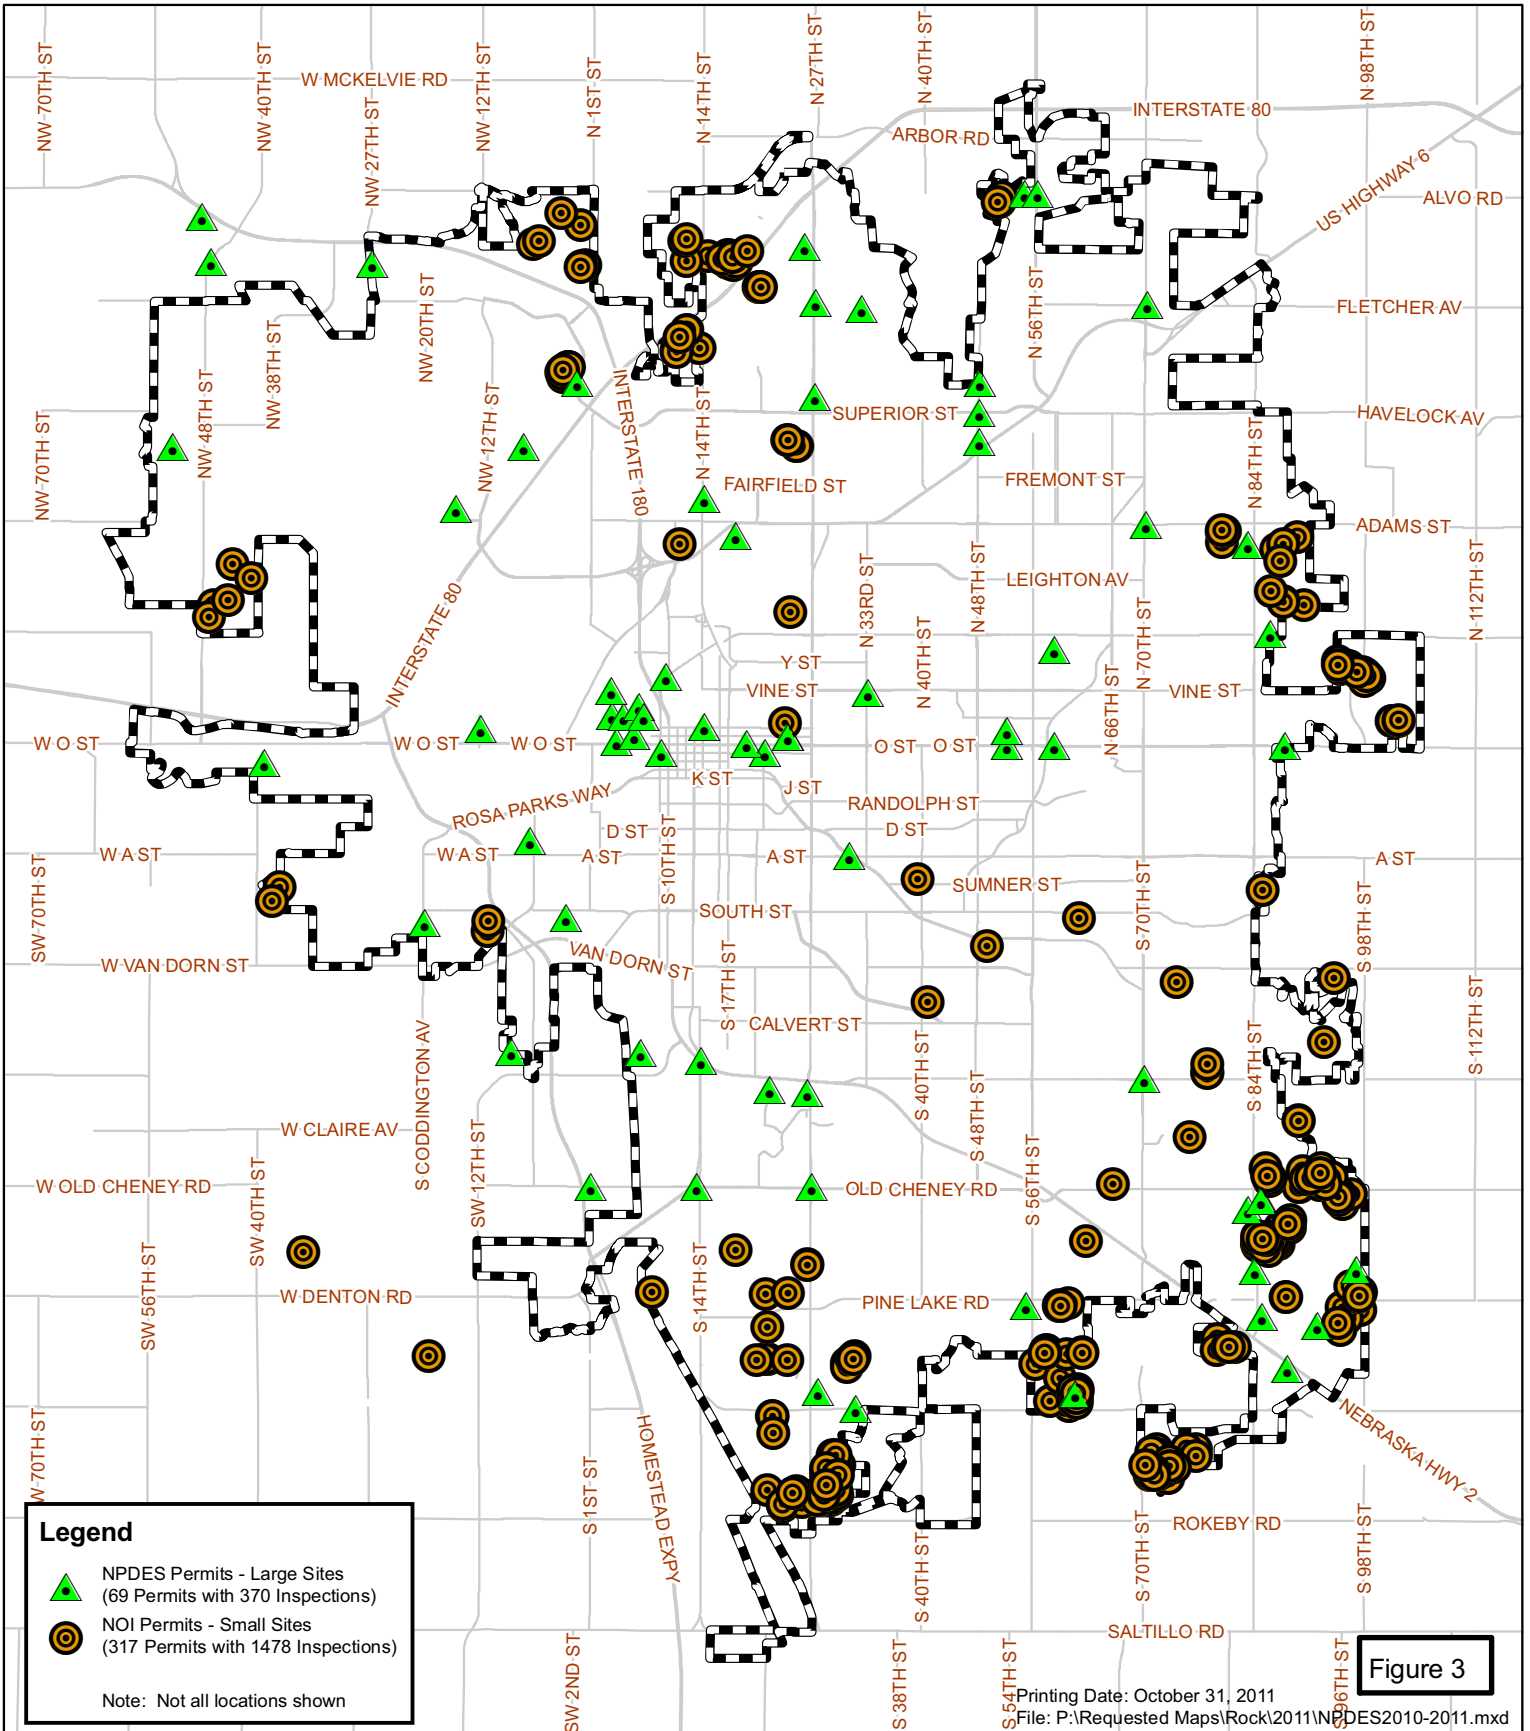 NW 70TH ST
NW 40TH ST
W MCKELVIE RD
NW 27TH ST
NW 12TH ST
N 1ST ST
N 14TH ST
N 27TH ST
N 40TH ST
ARBOR RD
INTERSTATE 80
N 98TH ST
US HIGHWAY 6
ALVO RD
NW 20TH ST
NW 38TH ST
NW 48TH ST
NW 70TH ST
NW 12TH ST
INTERSTATE 180
N 14TH ST
N 56TH ST
FLETCHER AV
SUPERIOR ST
HAVELOCK AV
N 84TH ST
FAIRFIELD ST
FREMONT ST
ADAMS ST
N 33RD ST
N 48TH ST
LEIGHTON AV
N 70TH ST
N 112TH ST
INTERSTATE 80
N 40TH ST
Y ST
VINE ST
N 66TH ST
VINE ST
W O ST
W O ST
W O ST
O ST
O ST
K ST
J ST
ROSA PARKS WAY
RANDOLPH ST
D ST
D ST
S 10TH ST
W A ST
W A ST
A ST
A ST
A ST
SW 70TH ST
SUMNER ST
S 70TH ST
S 98TH ST
SOUTH ST
W VAN DORN ST
VAN DORN ST
S 17TH ST
CALVERT ST
S CODDINGTON AV
S 40TH ST
S 48TH ST
S 84TH ST
S 112TH ST
W CLAIRE AV
SW 12TH ST
S 56TH ST
W OLD CHENEY RD
OLD CHENEY RD
SW 40TH ST
SW 56TH ST
W DENTON RD
S 14TH ST
PINE LAKE RD
W 70TH ST
S 1ST ST
HOMESTEAD EXPY
NEBRASKA HWY 2
ROKEBY RD
S 40TH ST
S 70TH ST
S 98TH ST
SALTILLO RD
SW 2ND ST
S 38TH ST
S 54TH ST
S 96TH ST
Legend
NPDES Permits - Large Sites
(69 Permits with 370 Inspections)
NOI Permits - Small Sites
(317 Permits with 1478 Inspections)
Note: Not all locations shown
Figure 3
Printing Date: October 31, 2011
File: P:\Requested Maps\Rock\2011\NPDES2010-2011.mxd